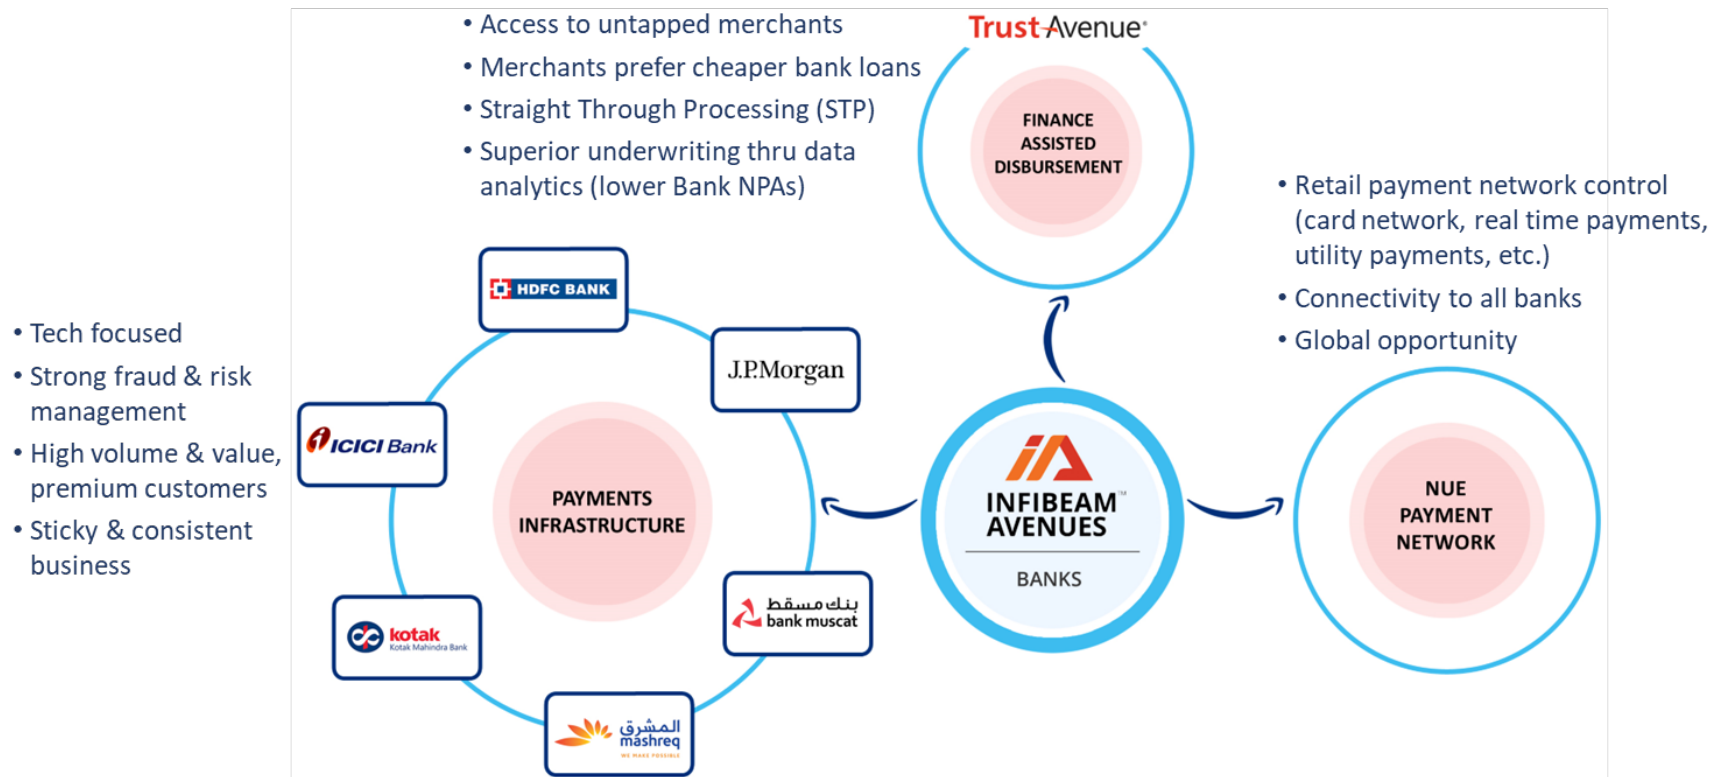 • Access to untapped merchants
• Merchants prefer cheaper bank loans
• Straight Through Processing (STP)
• Superior underwriting thru data
analytics (lower Bank NPAs)
TrustAvenue
FINANCE
ASSISTED
DISBURSEMENT
• Retail payment network control
(card network, real time payments,
utility payments, etc.)
• Connectivity to all banks
• Global opportunity
• Tech focused
• Strong fraud & risk
management
• High volume & value,
premium customers
• Sticky & consistent
business
HDFC BANK
J.P.Morgan
ICICI Bank
PAYMENTS
INFRASTRUCTURE
بنك مسقط
bank muscat
kotak
Kotak Mahindra Bank
المشرق
mashreq
WE MAKE POSSIBLE
INFIBEAM™
AVENUES
BANKS
NUE
PAYMENT
NETWORK